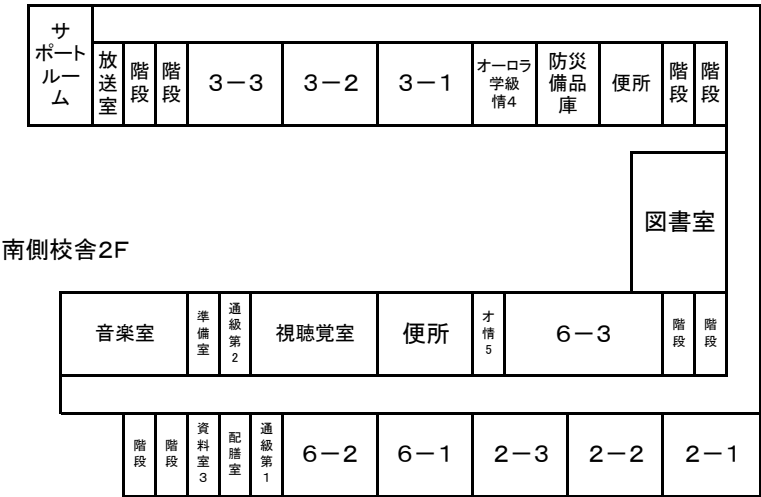 サ
ポート
ルー
ム
放
送
室
階
段
階
段
3－3
3－2
3－1
オーロラ
学級
情4
防災
備品
庫
便所
階
段
階
段
図書室
南側校舎2F
音楽室
準
備
室
通
級
第
2
視聴覚室
便所
オ
情
5
6－3
階
段
階
段
階
段
階
段
資
料
室
3
配
膳
室
通
級
第
1
6－2
6－1
2－3
2－2
2－1